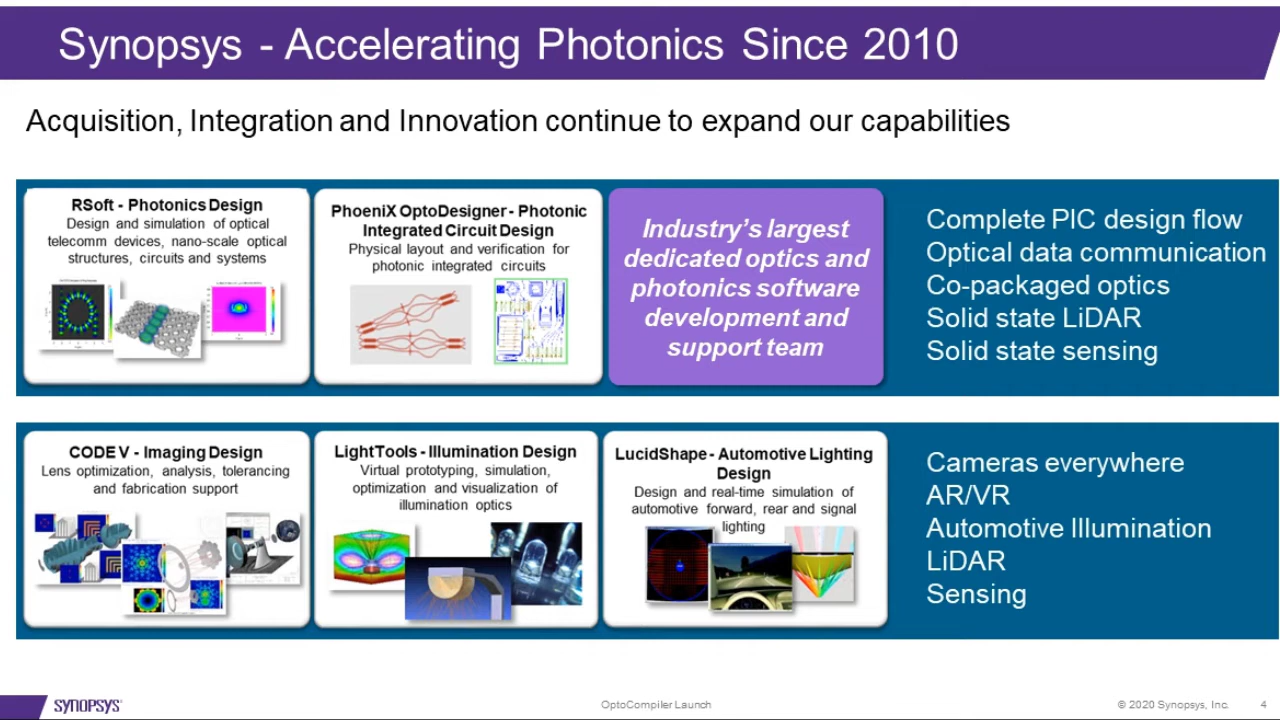 Synopsys - Accelerating Photonics Since 2010
Acquisition, Integration and Innovation continue to expand our capabilities
RSoft - Photonics Design
Design and simulation of optical
telecomm devices, nano-scale optical
structures, circuits and systems
PhoeniX OptoDesigner - Photonic
Integrated Circuit Design
Physical layout and verification for
photonic integrated circuits
Industry's largest
dedicated optics and
photonics software
development and
support team
Complete PIC design flow
Optical data communication
Co-packaged optics
Solid state LiDAR
Solid state sensing
CODE V - Imaging Design
Lens optimization, analysis, tolerancing
and fabrication support
LightTools - Illumination Design
Virtual prototyping, simulation,
optimization and visualization of
illumination optics
LucidShape - Automotive Lighting
Design
Design and real-time simulation of
automotive forward, rear and signal
lighting
Cameras everywhere
AR/VR
Automotive Illumination
LiDAR
Sensing
SYNOPSYS
OptoCompiler Launch
© 2020 Synopsys, Inc.
4